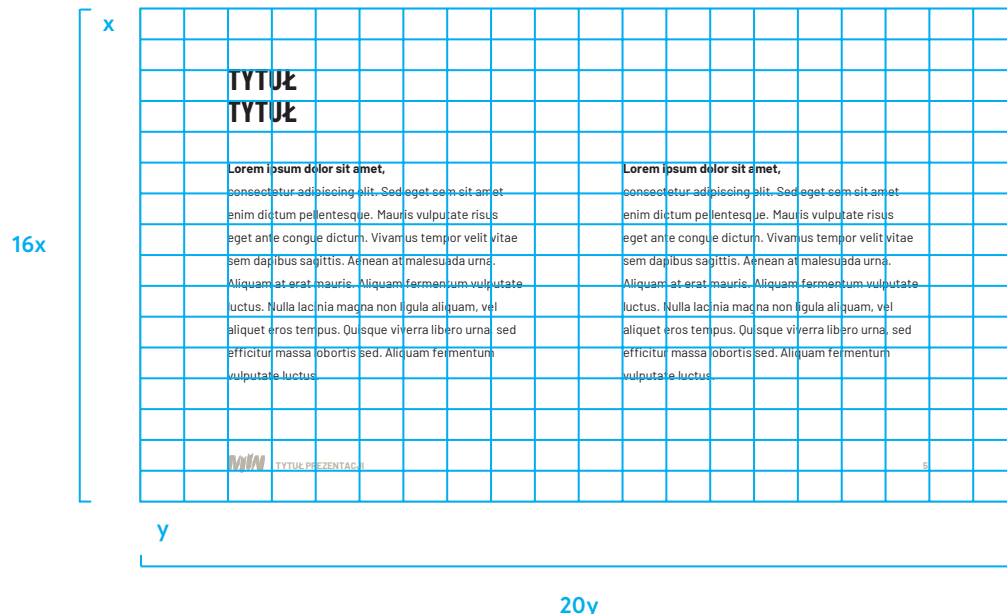 x
16x
TYTUŁ
TYTUŁ
Lorem ipsum dolor sit amet,
consectetur adipiscing elit. Sed eget sem sit amet
enim dictum pellentesque. Mauris vulputate risus
eget ante congue dictum. Vivamus tempor velit vitae
sem dapibus sagittis. Aenean at malesuada urna.
Aliquam at erat mauris. Aliquam fermentum vulputate
luctus. Nulla lacinia magna non ligula aliquam, vel
aliquet eros tempus. Quisque viverra libero urna, sed
efficitur massa lobortis sed. Aliquam fermentum
vulputate luctus.
Lorem ipsum dolor sit amet,
consectetur adipiscing elit. Sed eget sem sit amet
enim dictum pellentesque. Mauris vulputate risus
eget ante congue dictum. Vivamus tempor velit vitae
sem dapibus sagittis. Aenean at malesuada urna.
Aliquam at erat mauris. Aliquam fermentum vulputate
luctus. Nulla lacinia magna non ligula aliquam, vel
aliquet eros tempus. Quisque viverra libero urna, sed
efficitur massa lobortis sed. Aliquam fermentum
vulputate luctus.
TYTUŁ PREZENTACJI
5
y
20y